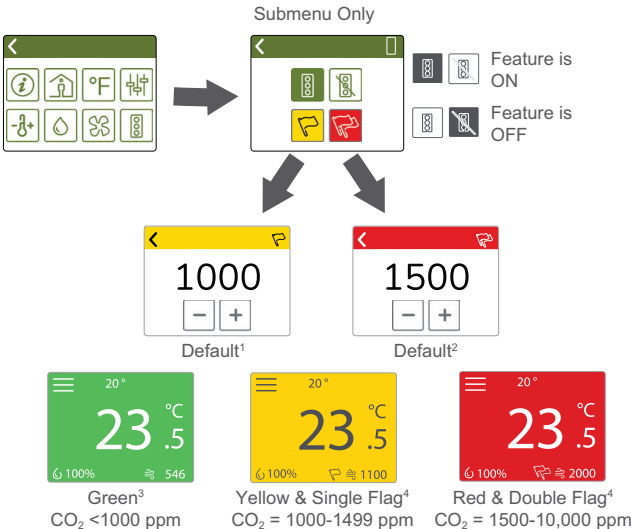 Submenu Only
°F
Feature is
ON
Feature is
OFF
1000
1500
Default¹
Default²
20 °
23.5 °C
100%
546
20 °
23.5 °C
100%
1100
20 °
23.5 °C
100%
2000
Green³
CO₂ <1000 ppm
Yellow & Single Flag⁴
CO₂ = 1000-1499 ppm
Red & Double Flag⁴
CO₂ = 1500-10,000 ppm